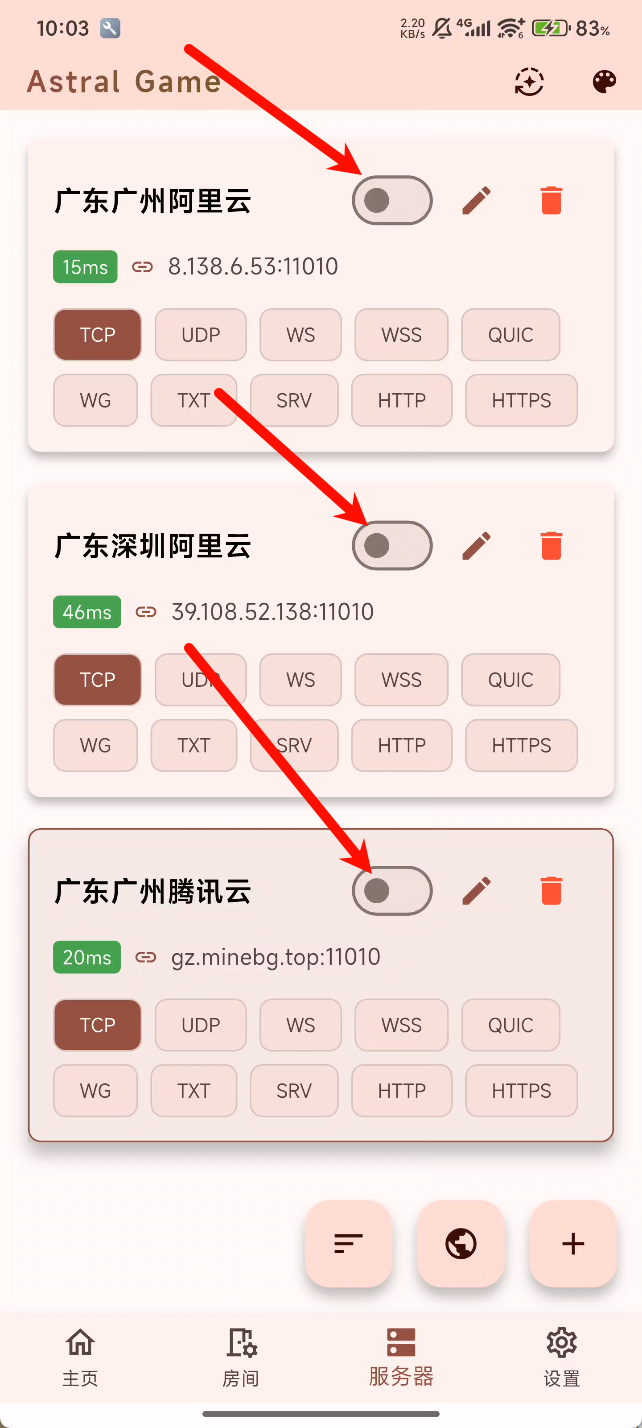 10:03 2.20 KB/s 4G 6 83%
Astral Game
广东广州阿里云
15ms 8.138.6.53:11010
TCP UDP WS WSS QUIC
WG TXT SRV HTTP HTTPS
广东深圳阿里云
46ms 39.108.52.138:11010
TCP UDP WS WSS QUIC
WG TXT SRV HTTP HTTPS
广东广州腾讯云
20ms gz.minebg.top:11010
TCP UDP WS WSS QUIC
WG TXT SRV HTTP HTTPS
主页 房间 服务器 设置